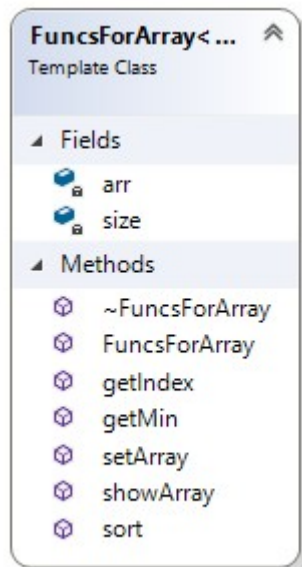 FuncsForArray< ...
Template Class
Fields
arr
size
Methods
~FuncsForArray
FuncsForArray
getIndex
getMin
setArray
showArray
sort